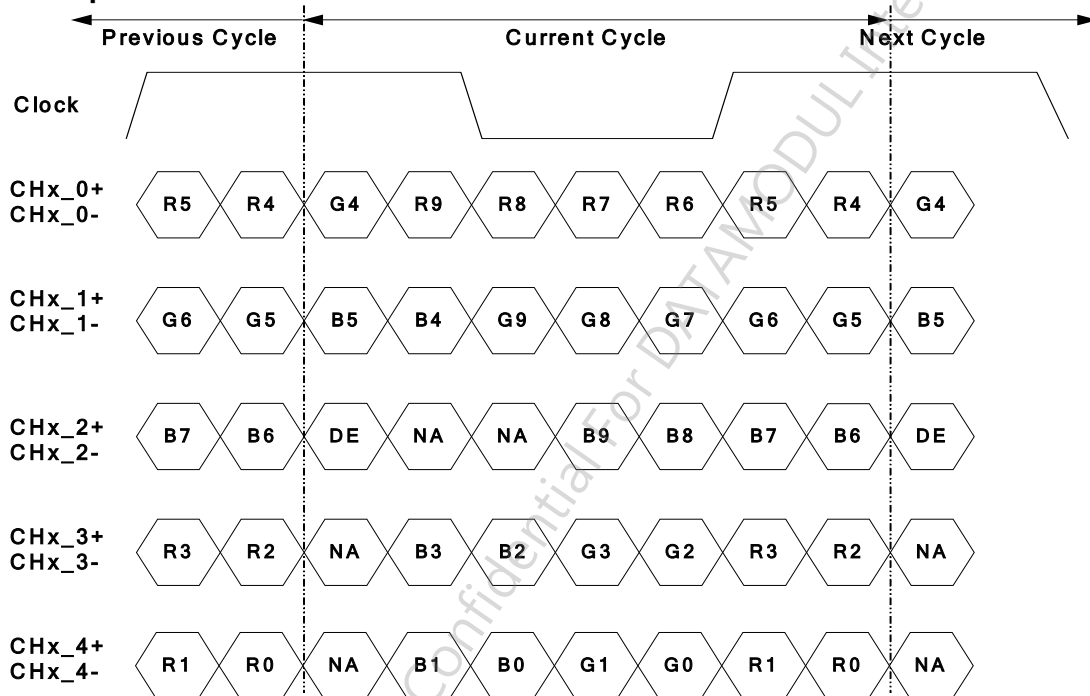 Previous Cycle Current Cycle Next Cycle
Clock
CHx_0+
CHx_0-
R5 R4 G4 R9 R8 R7 R6 R5 R4 G4
CHx_1+
CHx_1-
G6 G5 B5 B4 G9 G8 G7 G6 G5 B5
CHx_2+
CHx_2-
B7 B6 DE NA NA B9 B8 B7 B6 DE
CHx_3+
CHx_3-
R3 R2 NA B3 B2 G3 G2 R3 R2 NA
CHx_4+
CHx_4-
R1 R0 NA B1 B0 G1 G0 R1 R0 NA
Confidential For DATAMODUL